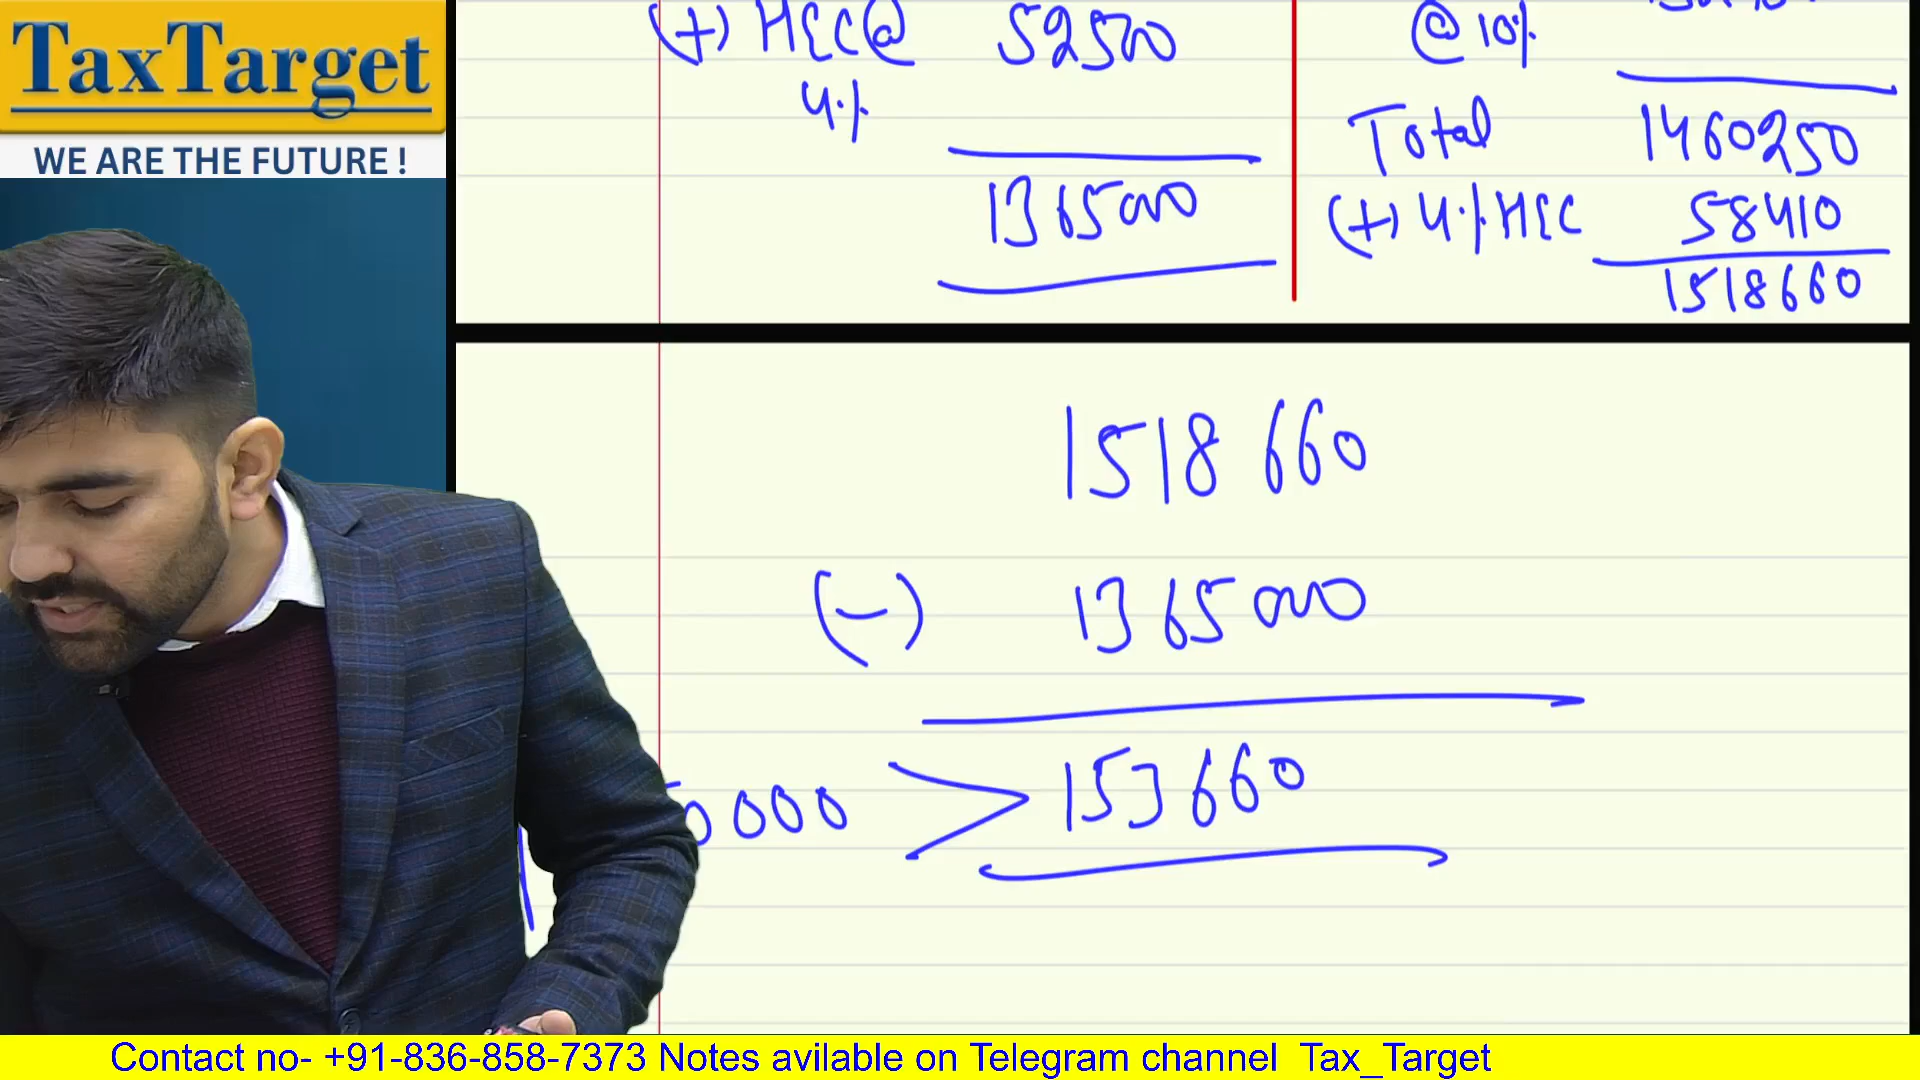 TaxTarget
WE ARE THE FUTURE !
(+) HEC@ 52500
4%
1365000
@ 10%
Total 1460250
(+) 4% HEC 58410
1518660
1518660
(-) 1365000
0000 > 153660
Contact no- +91-836-858-7373 Notes avilable on Telegram channel Tax_Target